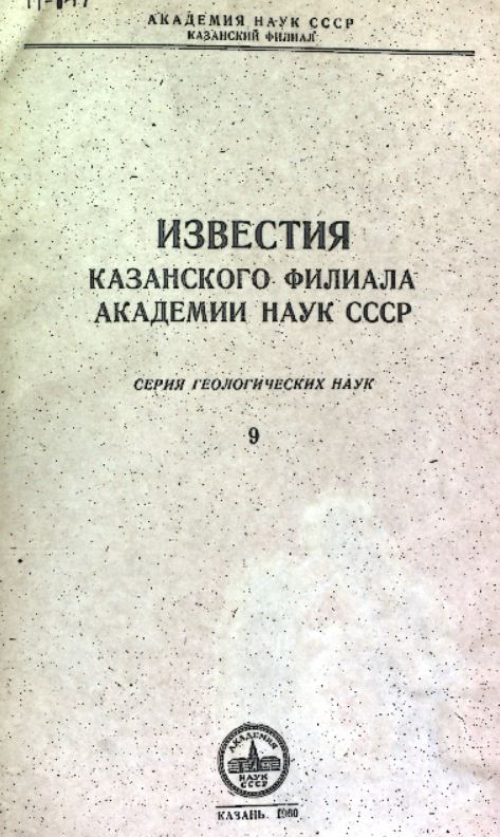 АКАДЕМИЯ НАУК СССР
КАЗАНСКИЙ ФИЛИАЛ
ИЗВЕСТИЯ
КАЗАНСКОГО ФИЛИАЛА
АКАДЕМИИ НАУК СССР
СЕРИЯ ГЕОЛОГИЧЕСКИХ НАУК
9
АКАДЕМИЯ
НАУК
СССР
КАЗАНЬ 1960